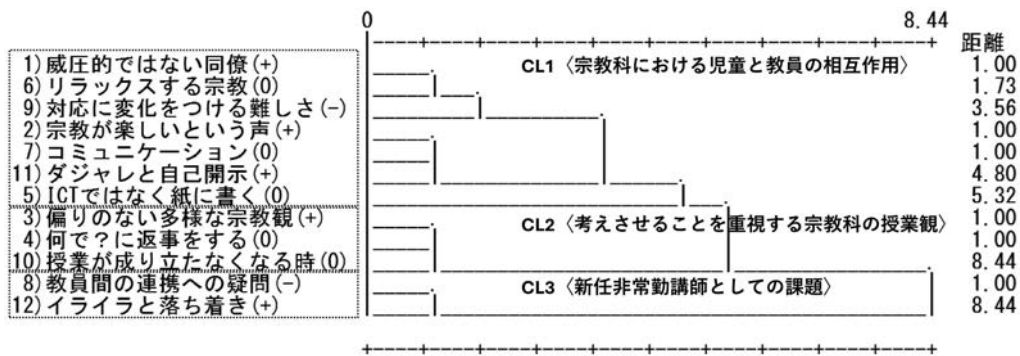 0 8.44
距離
1)威圧的ではない同僚(+) CL1〈宗教科における児童と教員の相互作用〉 1.00
6)リラックスする宗教(0) 1.73
9)対応に変化をつける難しさ(-) 3.56
2)宗教が楽しいという声(+) 1.00
7)コミュニケーション(0) 1.00
11)ダジャレと自己開示(+) 4.80
5)ICTではなく紙に書く(0) 5.32
3)偏りのない多様な宗教観(+) CL2〈考えさせることを重視する宗教科の授業観〉 1.00
4)何で？に返事をする(0) 1.00
10)授業が成り立たなくなる時(0) 8.44
8)教員間の連携への疑問(-) CL3〈新任非常勤講師としての課題〉 1.00
12)イライラと落ち着き(+) 8.44